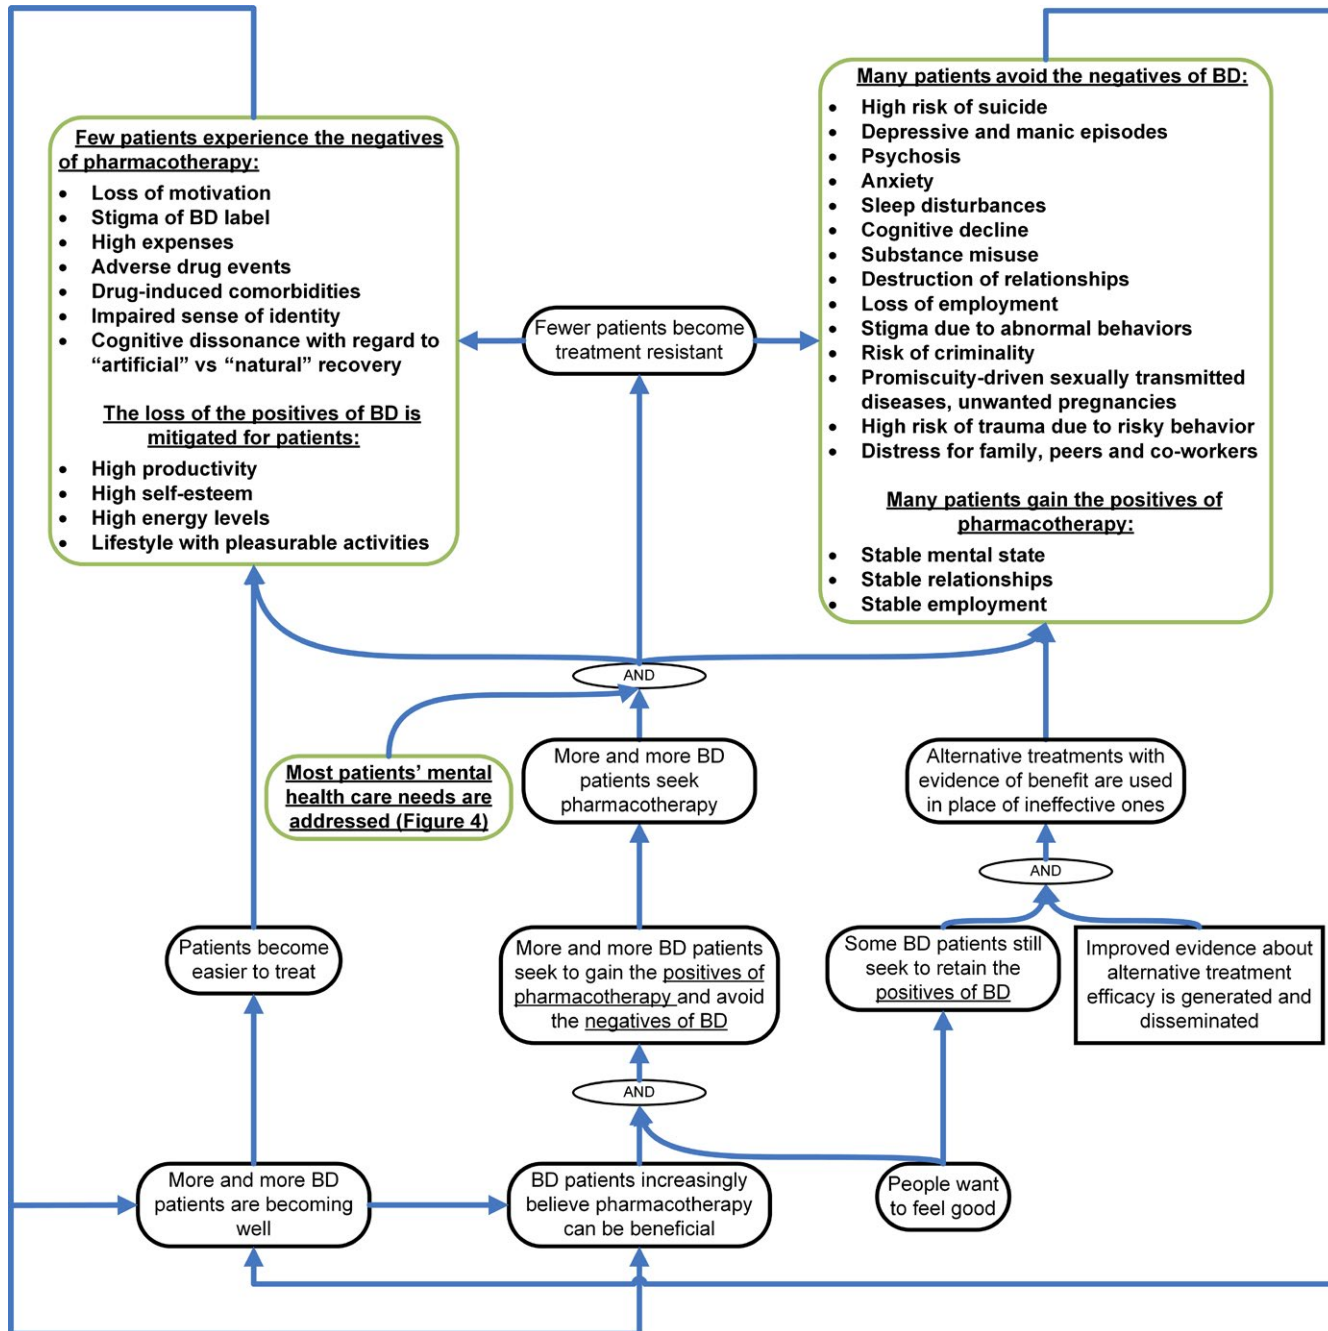 Few patients experience the negatives
of pharmacotherapy:
• Loss of motivation
• Stigma of BD label
• High expenses
• Adverse drug events
• Drug-induced comorbidities
• Impaired sense of identity
• Cognitive dissonance with regard to
“artificial” vs “natural” recovery
The loss of the positives of BD is
mitigated for patients:
• High productivity
• High self-esteem
• High energy levels
• Lifestyle with pleasurable activities
Fewer patients become
treatment resistant
Many patients avoid the negatives of BD:
• High risk of suicide
• Depressive and manic episodes
• Psychosis
• Anxiety
• Sleep disturbances
• Cognitive decline
• Substance misuse
• Destruction of relationships
• Loss of employment
• Stigma due to abnormal behaviors
• Risk of criminality
• Promiscuity-driven sexually transmitted
diseases, unwanted pregnancies
• High risk of trauma due to risky behavior
• Distress for family, peers and co-workers
Many patients gain the positives of
pharmacotherapy:
• Stable mental state
• Stable relationships
• Stable employment
AND
Most patients’ mental
health care needs are
addressed (Figure 4)
More and more BD
patients seek
pharmacotherapy
Alternative treatments with
evidence of benefit are used
in place of ineffective ones
AND
Patients become
easier to treat
More and more BD patients
seek to gain the positives of
pharmacotherapy and avoid
the negatives of BD
Some BD patients still
seek to retain the
positives of BD
Improved evidence about
alternative treatment
efficacy is generated and
disseminated
AND
More and more BD
patients are becoming
well
BD patients increasingly
believe pharmacotherapy
can be beneficial
People want
to feel good